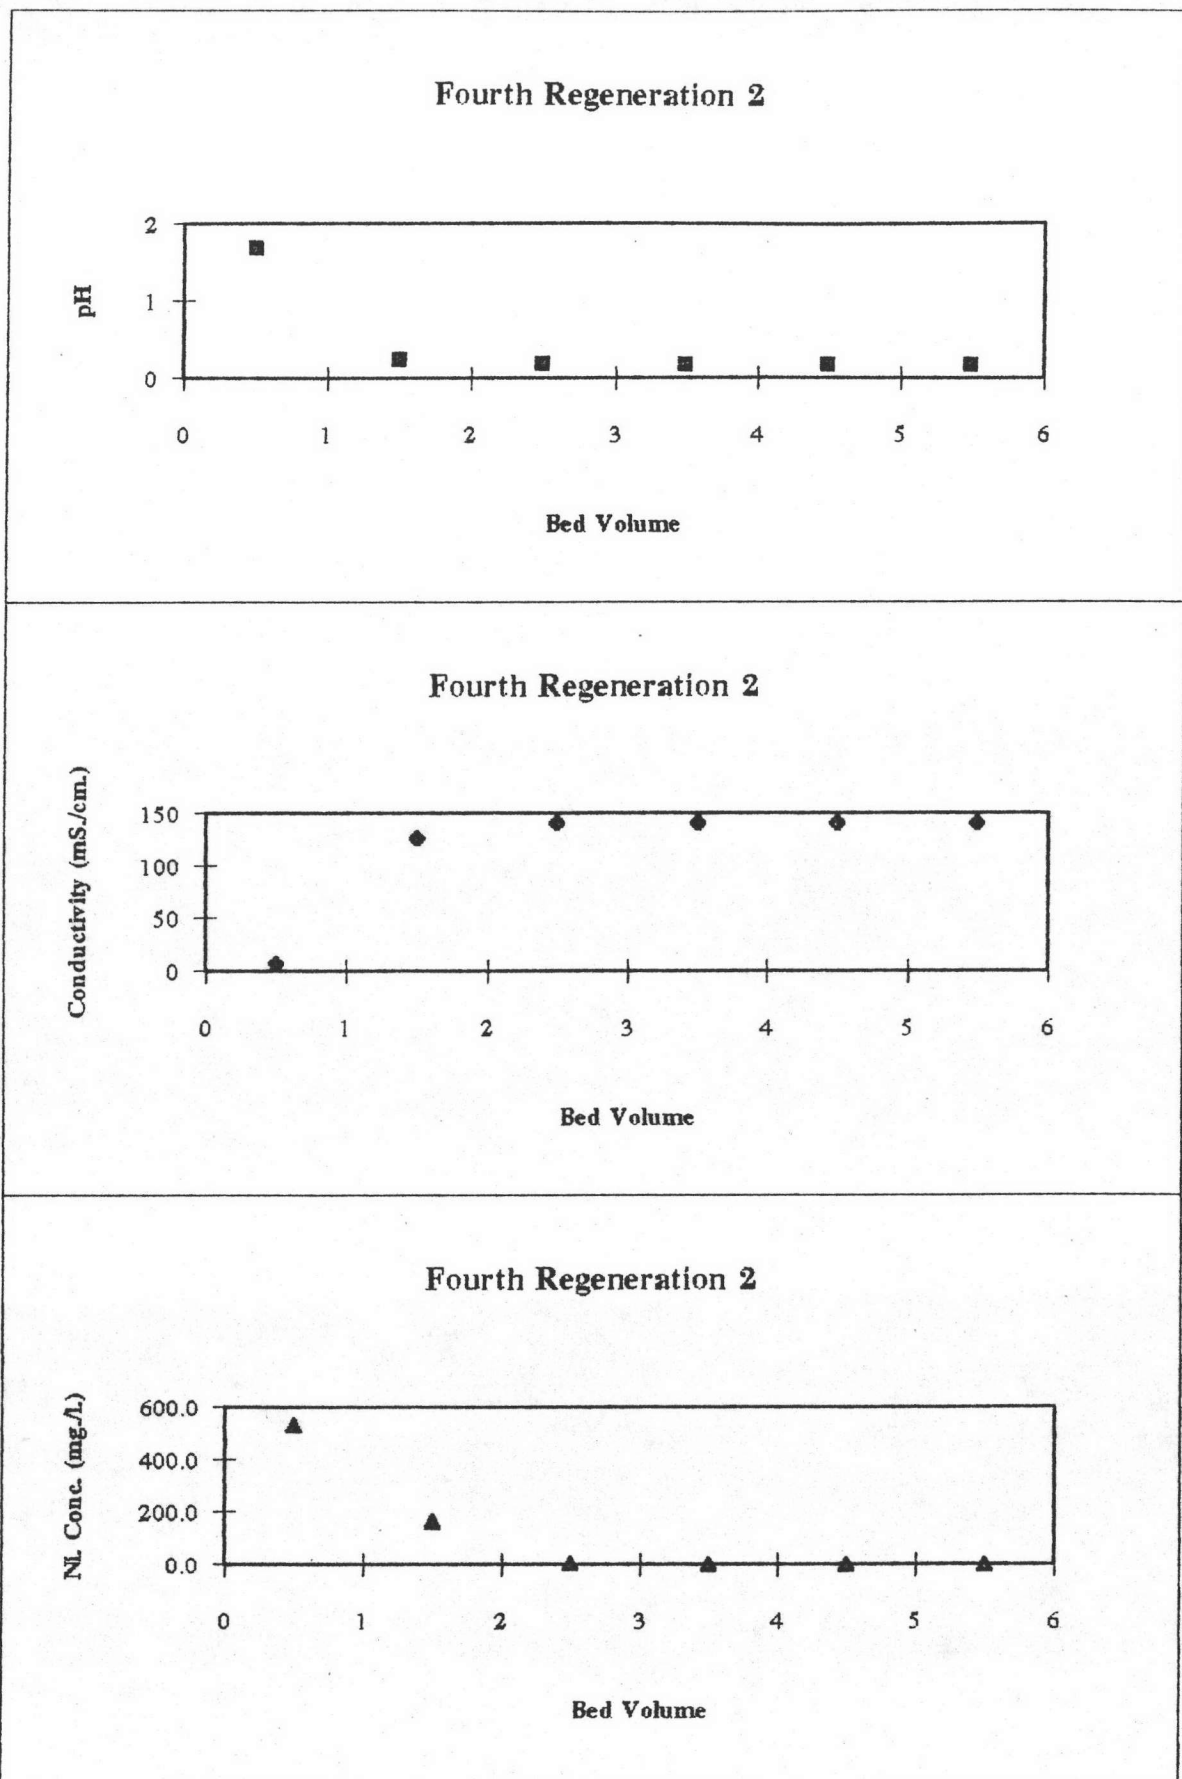 Fourth Regeneration 2
2
1
0
pH
0 1 2 3 4 5 6
Bed Volume
Fourth Regeneration 2
150
100
50
0
Conductivity (mS./cm.)
0 1 2 3 4 5 6
Bed Volume
Fourth Regeneration 2
600.0
400.0
200.0
0.0
Ni. Conc. (mg./l.)
0 1 2 3 4 5 6
Bed Volume